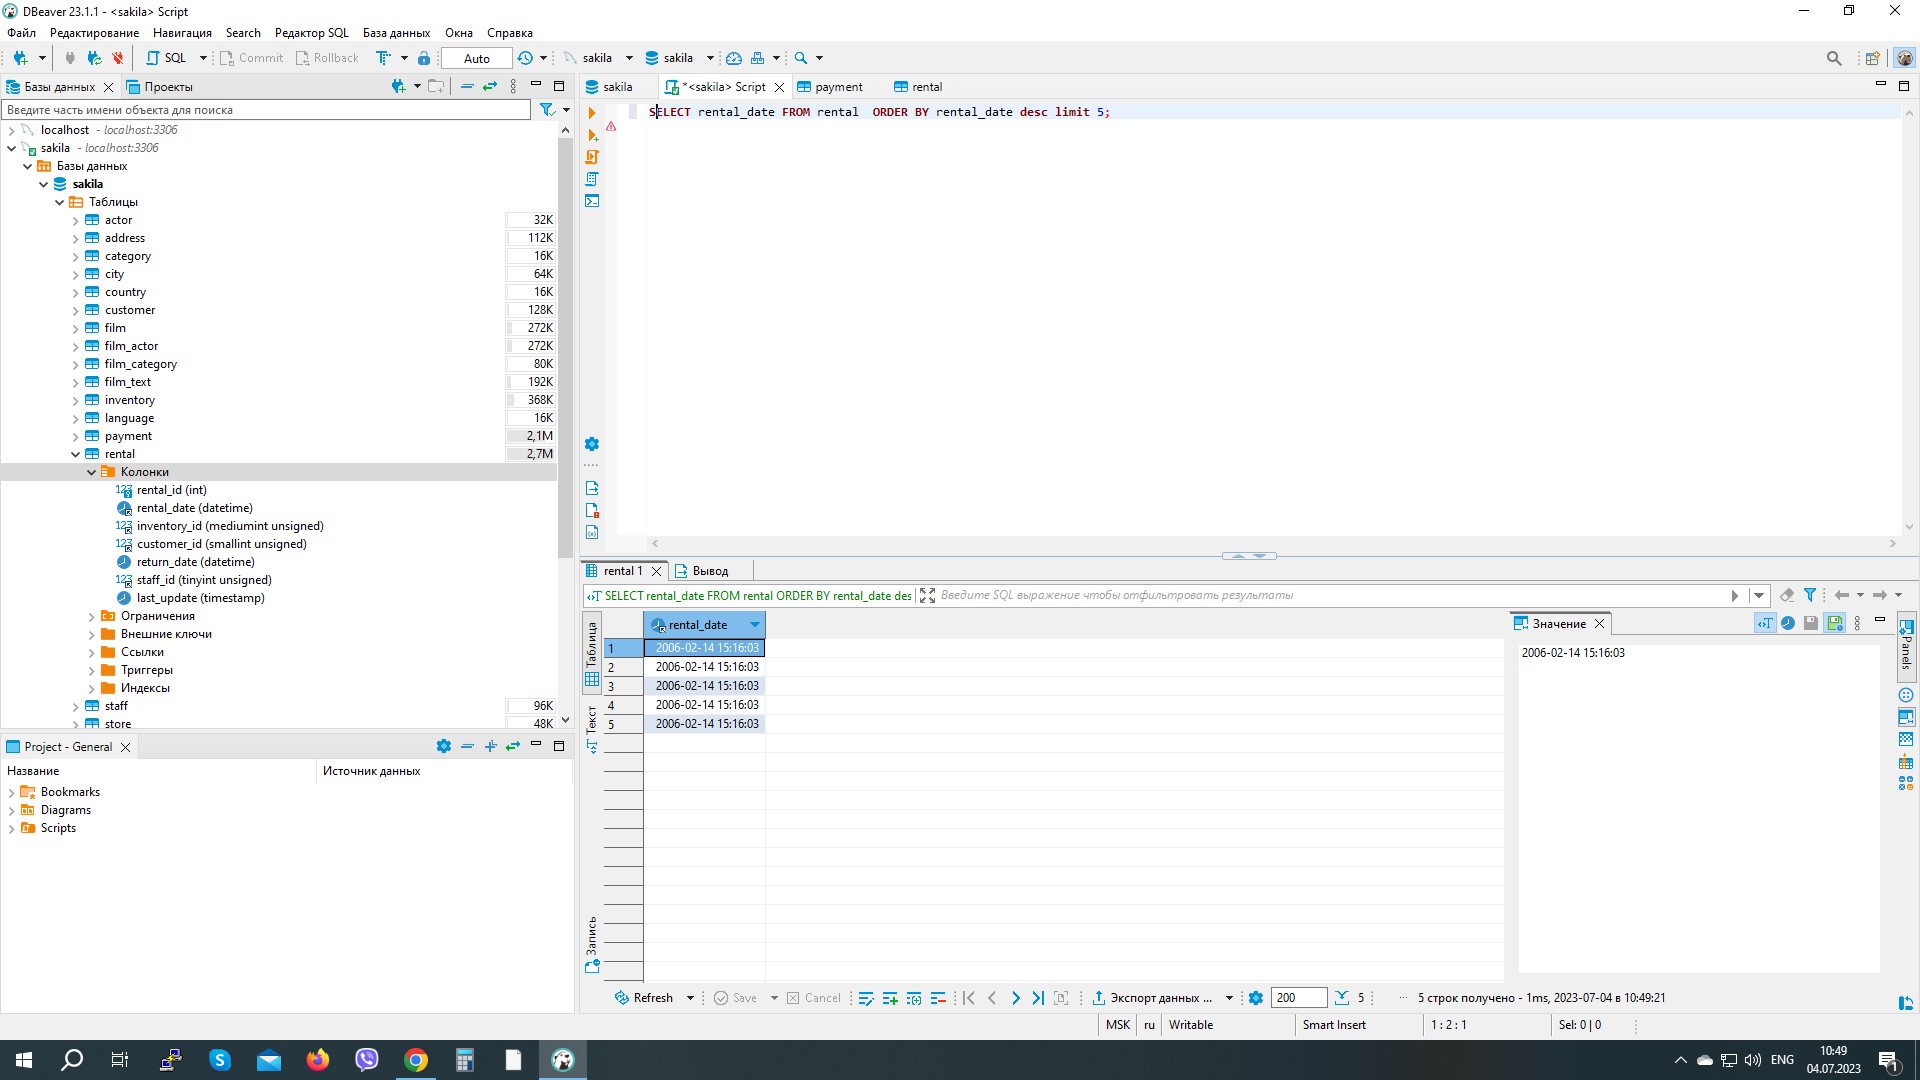 DBeaver 23.1.1 - <sakila> Script
Файл Редактирование Навигация Search Редактор SQL База данных Окна Справка
SQL Commit Rollback Auto sakila sakila
Базы данных Проекты
Введите часть имени объекта для поиска
localhost - localhost:3306
sakila - localhost:3306
Базы данных
sakila
Таблицы
actor 32K
address 112K
category 16K
city 64K
country 16K
customer 128K
film 272K
film_actor 272K
film_category 80K
film_text 192K
inventory 368K
language 16K
payment 2,1M
rental 2,7M
Колонки
rental_id (int)
rental_date (datetime)
inventory_id (mediumint unsigned)
customer_id (smallint unsigned)
return_date (datetime)
staff_id (tinyint unsigned)
last_update (timestamp)
Ограничения
Внешние ключи
Ссылки
Триггеры
Индексы
staff 96K
store 48K
Project - General
Название Источник данных
Bookmarks
Diagrams
Scripts
sakila *<sakila> Script payment rental
SELECT rental_date FROM rental  ORDER BY rental_date desc limit 5;
rental 1 Вывод
SELECT rental_date FROM rental ORDER BY rental_date des Введите SQL выражение чтобы отфильтровать результаты
Таблица
Текст
Запись
rental_date
1 2006-02-14 15:16:03
2 2006-02-14 15:16:03
3 2006-02-14 15:16:03
4 2006-02-14 15:16:03
5 2006-02-14 15:16:03
Значение
2006-02-14 15:16:03
Panels
Refresh Save Cancel Экспорт данных ... 200 5 ... 5 строк получено - 1ms, 2023-07-04 в 10:49:21
MSK ru Writable Smart Insert 1 : 2 : 1 Sel: 0 | 0
ENG 10:49
04.07.2023
1